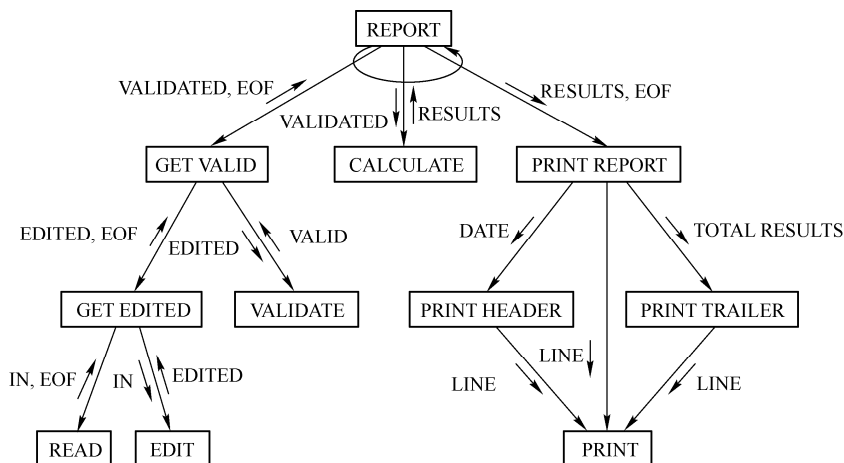 REPORT
VALIDATED, EOF
VALIDATED
RESULTS
RESULTS, EOF
GET VALID
CALCULATE
PRINT REPORT
EDITED, EOF
EDITED
VALID
DATE
TOTAL RESULTS
GET EDITED
VALIDATE
PRINT HEADER
PRINT TRAILER
IN, EOF
IN
EDITED
LINE
LINE
LINE
READ
EDIT
PRINT